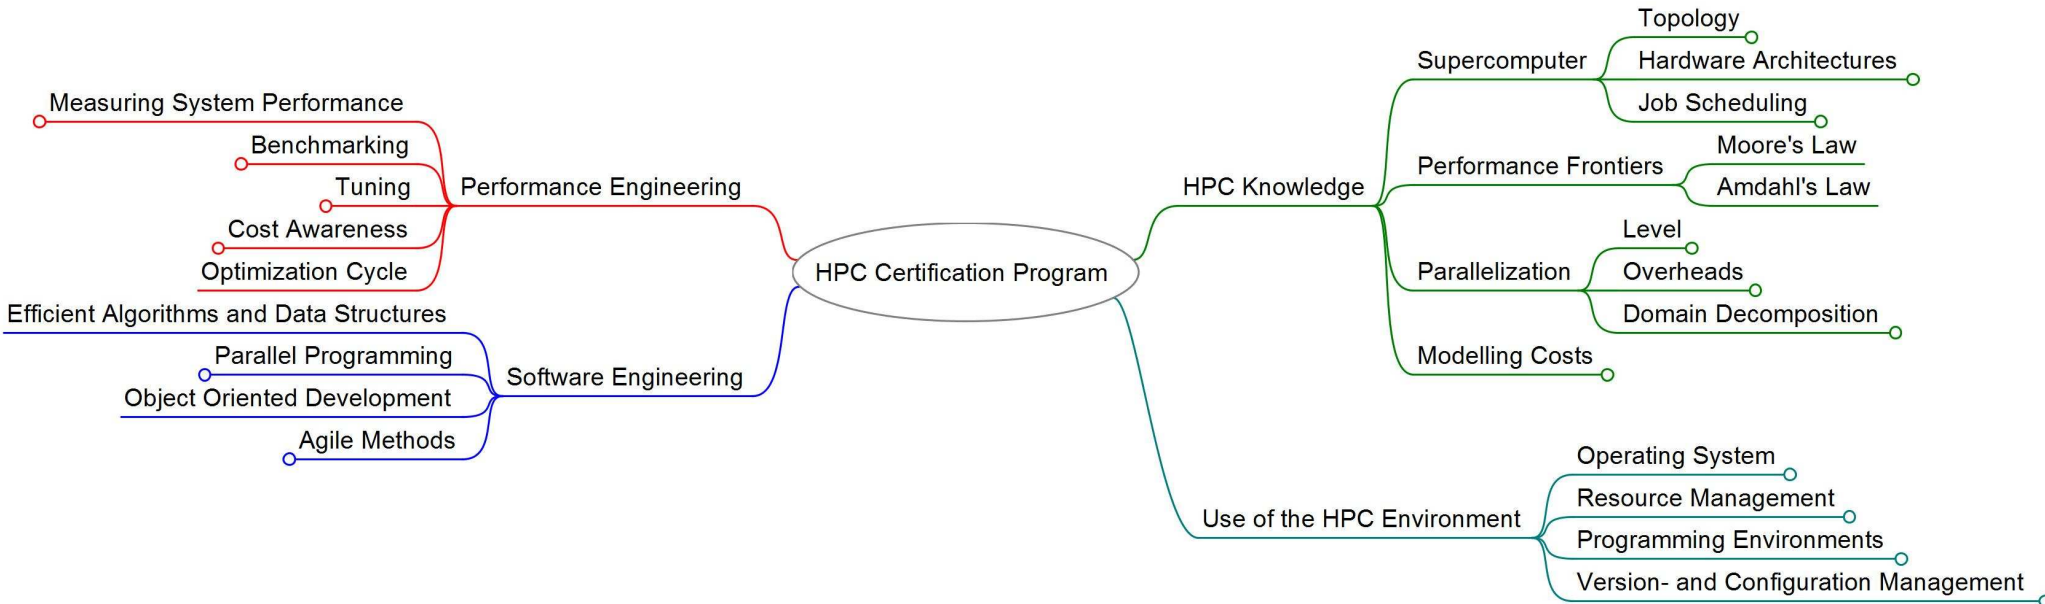 HPC Certification Program
Performance Engineering
Measuring System Performance
Benchmarking
Tuning
Cost Awareness
Optimization Cycle
Software Engineering
Efficient Algorithms and Data Structures
Parallel Programming
Object Oriented Development
Agile Methods
HPC Knowledge
Supercomputer
Topology
Hardware Architectures
Job Scheduling
Performance Frontiers
Moore's Law
Amdahl's Law
Parallelization
Level
Overheads
Domain Decomposition
Modelling Costs
Use of the HPC Environment
Operating System
Resource Management
Programming Environments
Version- and Configuration Management